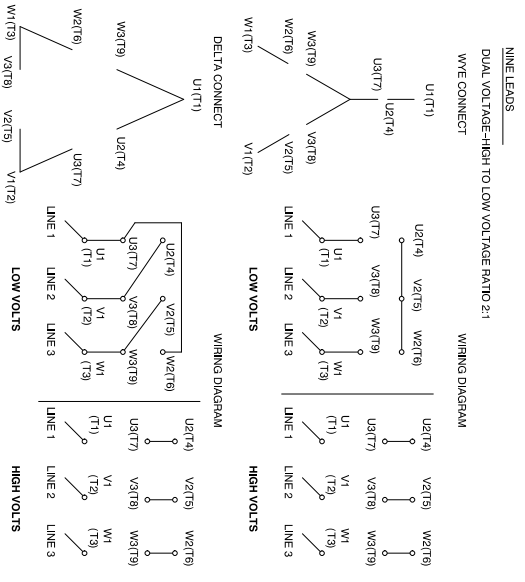 NINE LEADS
DUAL VOLTAGE-HIGH TO LOW VOLTAGE RATIO 2:1
WYE CONNECT
WIRING DIAGRAM
U1(T1)
U3(T7)
U2(T4)
W3(T9)
V3(T8)
W2(T6)
V2(T5)
W1(T3)
V1(T2)
U2(T4)
V2(T5)
W2(T6)
U3(T7)
V3(T8)
W3(T9)
U1
(T1)
V1
(T2)
W1
(T3)
LINE 1
LINE 2
LINE 3
LOW VOLTS
U2(T4)
V2(T5)
W2(T6)
U3(T7)
V3(T8)
W3(T9)
U1
(T1)
V1
(T2)
W1
(T3)
LINE 1
LINE 2
LINE 3
HIGH VOLTS
DELTA CONNECT
WIRING DIAGRAM
U1(T1)
W3(T9)
U2(T4)
W2(T6)
U3(T7)
W1(T3)
V3(T8)
V2(T5)
V1(T2)
U2(T4)
V2(T5)
W2(T6)
U3(T7)
V3(T8)
W3(T9)
U1
(T1)
V1
(T2)
W1
(T3)
LINE 1
LINE 2
LINE 3
LOW VOLTS
U2(T4)
V2(T5)
W2(T6)
U3(T7)
V3(T8)
W3(T9)
U1
(T1)
V1
(T2)
W1
(T3)
LINE 1
LINE 2
LINE 3
HIGH VOLTS